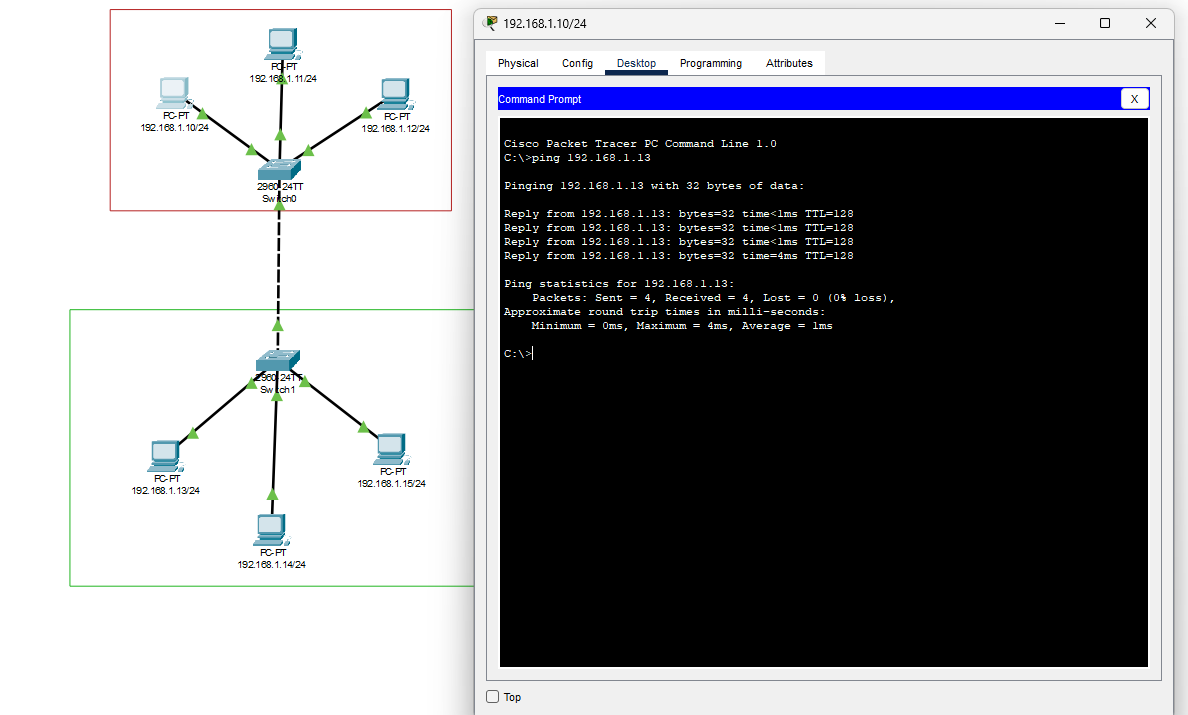 PC-PT
192.168.1.11/24
PC-PT
192.168.1.10/24
PC-PT
192.168.1.12/24
2960-24TT
Switch0
2960-24TT
Switch1
PC-PT
192.168.1.13/24
PC-PT
192.168.1.15/24
PC-PT
192.168.1.14/24
192.168.1.10/24
Physical Config Desktop Programming Attributes
Command Prompt X
Cisco Packet Tracer PC Command Line 1.0
C:\>ping 192.168.1.13
Pinging 192.168.1.13 with 32 bytes of data:
Reply from 192.168.1.13: bytes=32 time<1ms TTL=128
Reply from 192.168.1.13: bytes=32 time<1ms TTL=128
Reply from 192.168.1.13: bytes=32 time<1ms TTL=128
Reply from 192.168.1.13: bytes=32 time=4ms TTL=128
Ping statistics for 192.168.1.13:
Packets: Sent = 4, Received = 4, Lost = 0 (0% loss),
Approximate round trip times in milli-seconds:
Minimum = 0ms, Maximum = 4ms, Average = 1ms
C:\>
Top